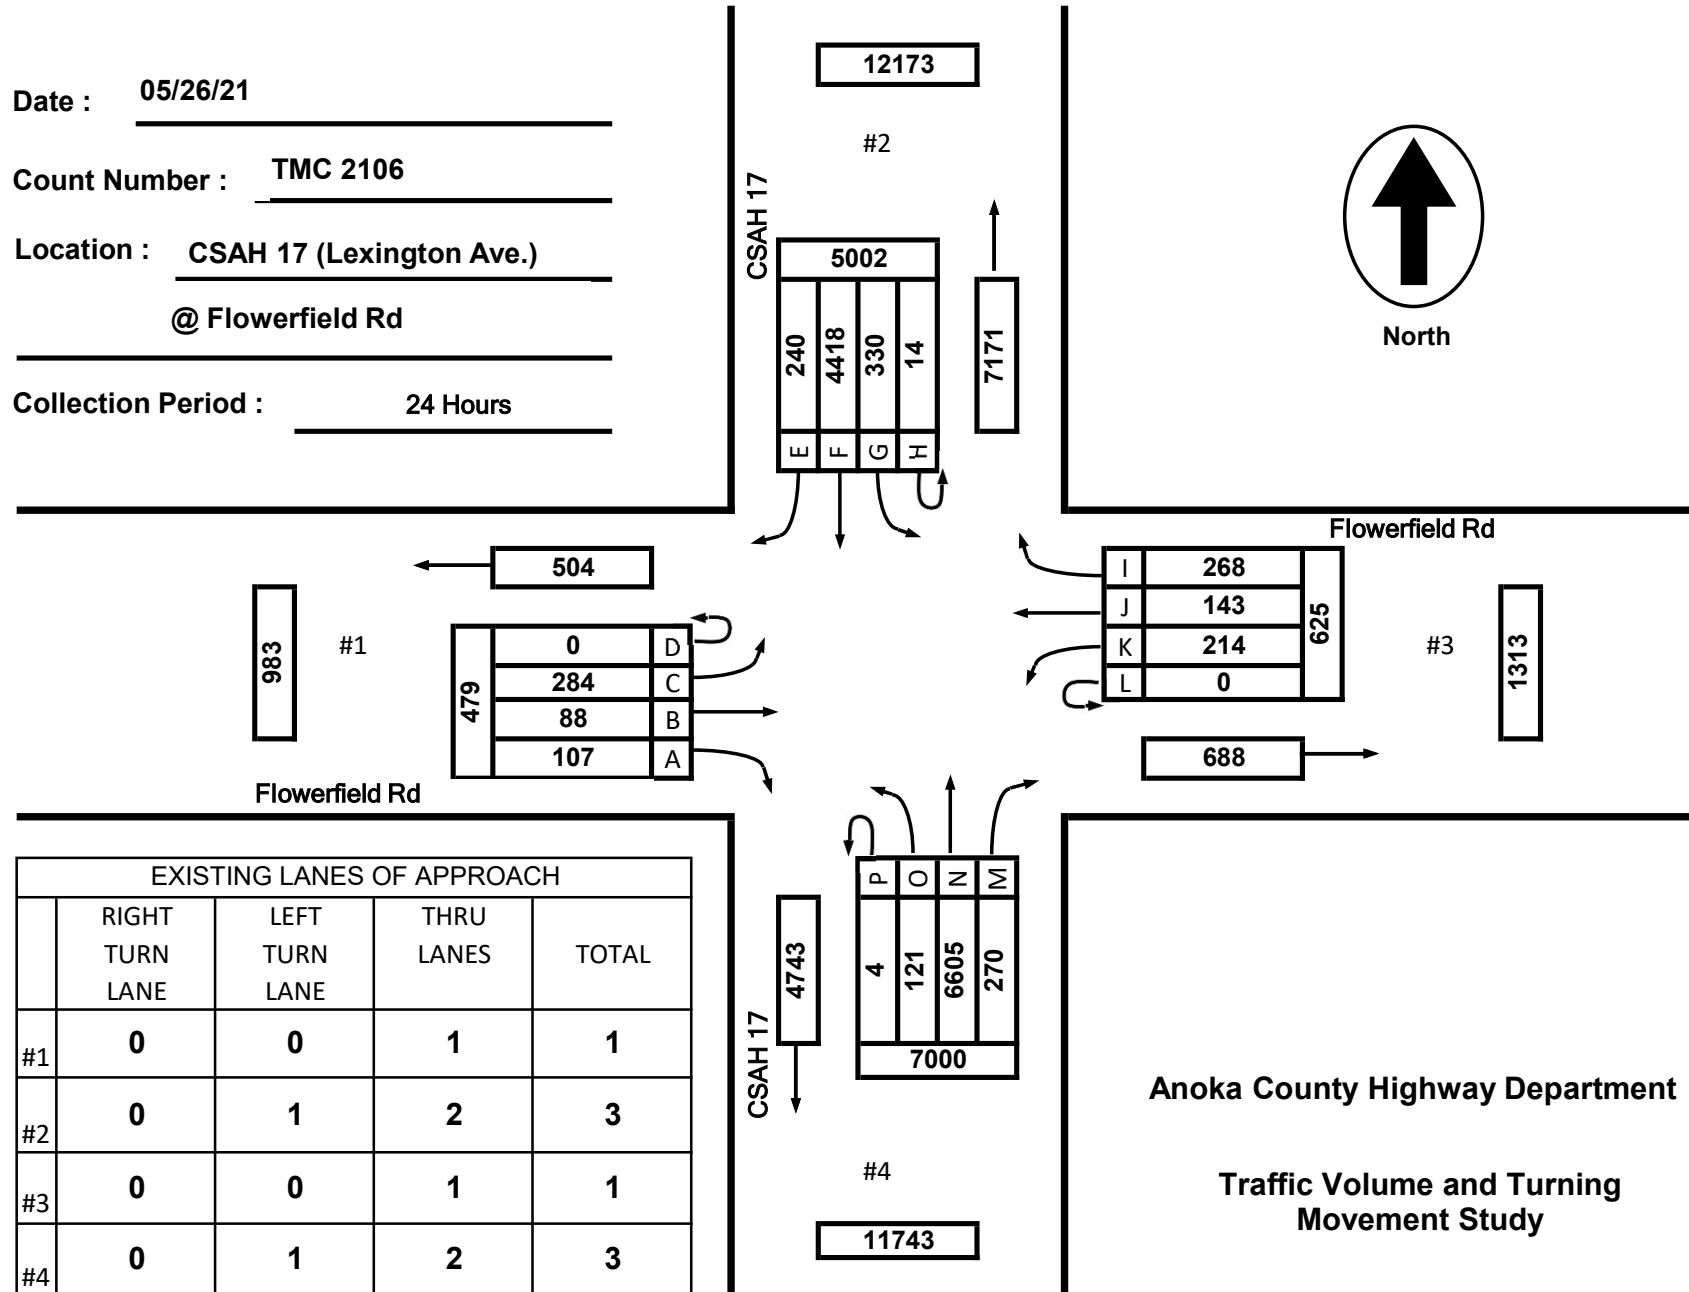 Date : 05/26/21
Count Number : TMC 2106
Location : CSAH 17 (Lexington Ave.)
@ Flowerfield Rd
Collection Period : 24 Hours
12173
#2
CSAH 17
5002
240 4418 330 14
E F G H
7171
North
Flowerfield Rd
504
983
#1
479
0 D
284 C
88 B
107 A
Flowerfield Rd
I 268
J 143
K 214
L 0
625
#3
1313
688
P O N M
4 121 6605 270
7000
4743
CSAH 17
#4
11743
EXISTING LANES OF APPROACH
RIGHT TURN LANE LEFT TURN LANE THRU LANES TOTAL
#1 0 0 1 1
#2 0 1 2 3
#3 0 0 1 1
#4 0 1 2 3
Anoka County Highway Department
Traffic Volume and Turning
Movement Study